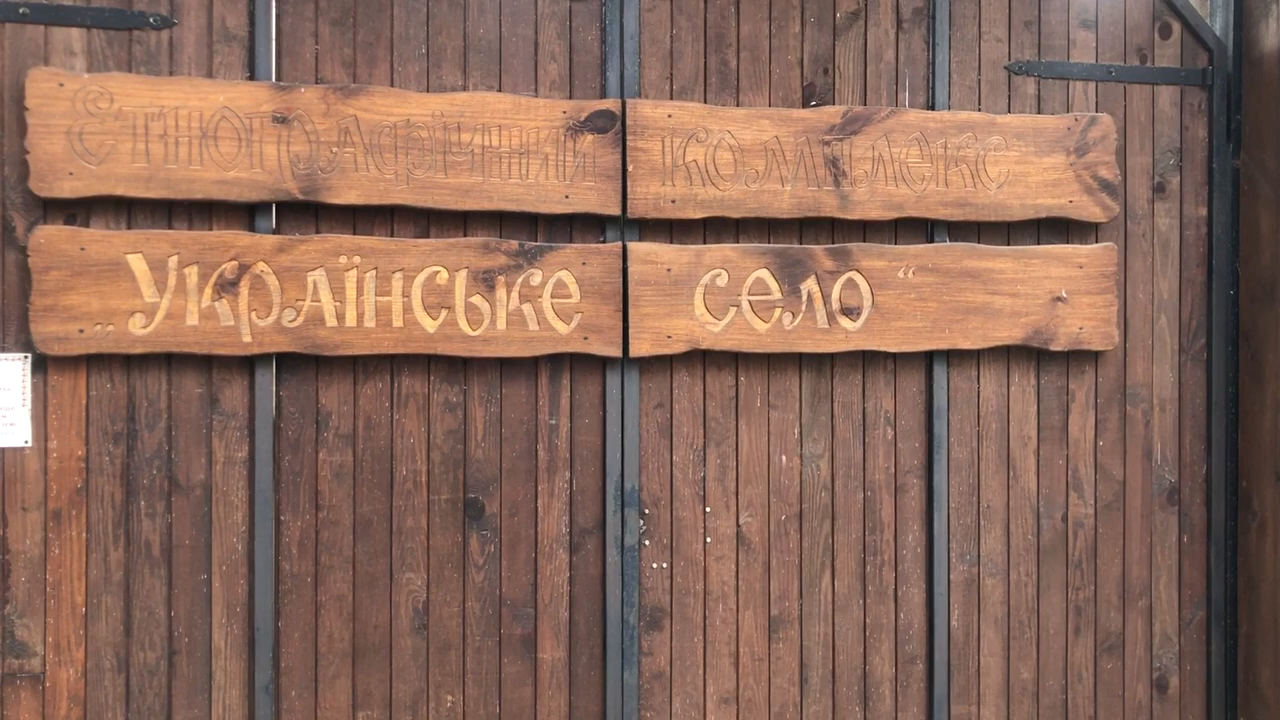 Етнографічний комплекс
„Українське село“